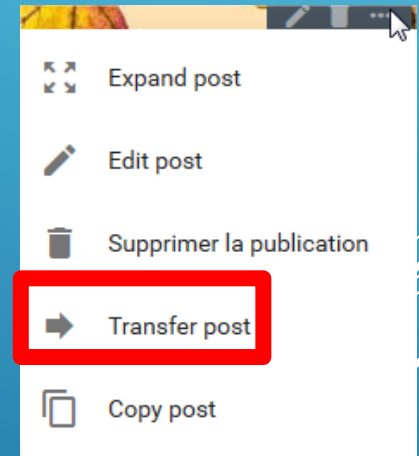 Expand post
Edit post
Supprimer la publication
Transfer post
Copy post